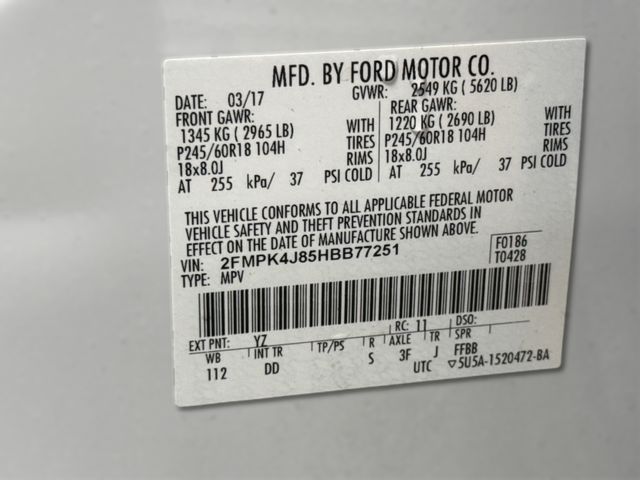 MFD. BY FORD MOTOR CO.
DATE: 03/17 GVWR: 2549 KG ( 5620 LB)
FRONT GAWR: REAR GAWR:
1345 KG ( 2965 LB) WITH 1220 KG ( 2690 LB) WITH
P245/60R18 104H TIRES P245/60R18 104H TIRES
18x8.0J RIMS 18x8.0J RIMS
AT 255 kPa/ 37 PSI COLD AT 255 kPa/ 37 PSI COLD
THIS VEHICLE CONFORMS TO ALL APPLICABLE FEDERAL MOTOR
VEHICLE SAFETY AND THEFT PREVENTION STANDARDS IN
EFFECT ON THE DATE OF MANUFACTURE SHOWN ABOVE.
VIN: 2FMPK4J85HBB77251 F0186
TYPE: MPV T0428
EXT PNT: YZ RC: 11 DSO:
WB INT TR TP/PS R AXLE TR SPR
112 DD S 3F J FFBB
UTC ▽5U5A-1520472-BA